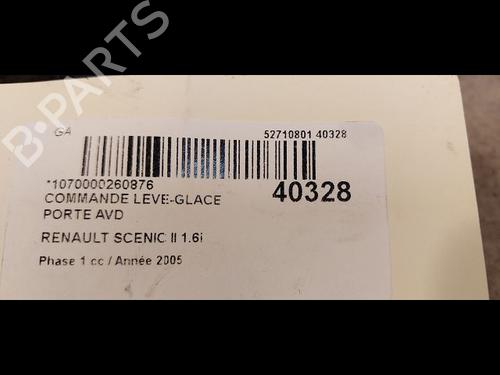 B-PARTS
GA
52710801 40328
*1070000260876
40328
COMMANDE LEVE-GLACE
PORTE AVD
RENAULT SCENIC II 1.6i
Phase 1 cc / Année 2005